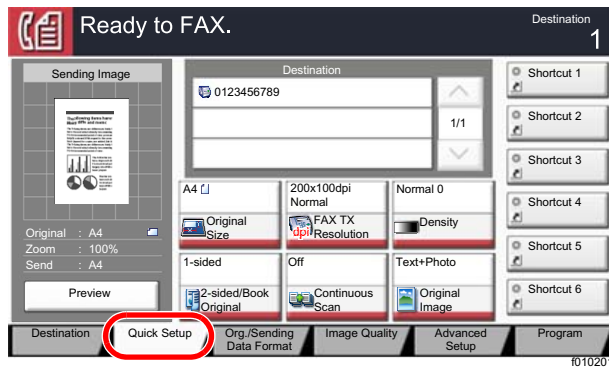 Ready to FAX.
Destination
1
Sending Image
Original : A4
Zoom : 100%
Send : A4
Preview
Destination
0123456789
1/1
A4
Original
Size
200x100dpi
Normal
dpi
FAX TX
Resolution
Normal 0
Density
1-sided
2-sided/Book
Original
Off
Continuous
Scan
Text+Photo
Original
Image
Shortcut 1
Shortcut 2
Shortcut 3
Shortcut 4
Shortcut 5
Shortcut 6
Destination
Quick Setup
Org./Sending
Data Format
Image Quality
Advanced
Setup
Program
f010201